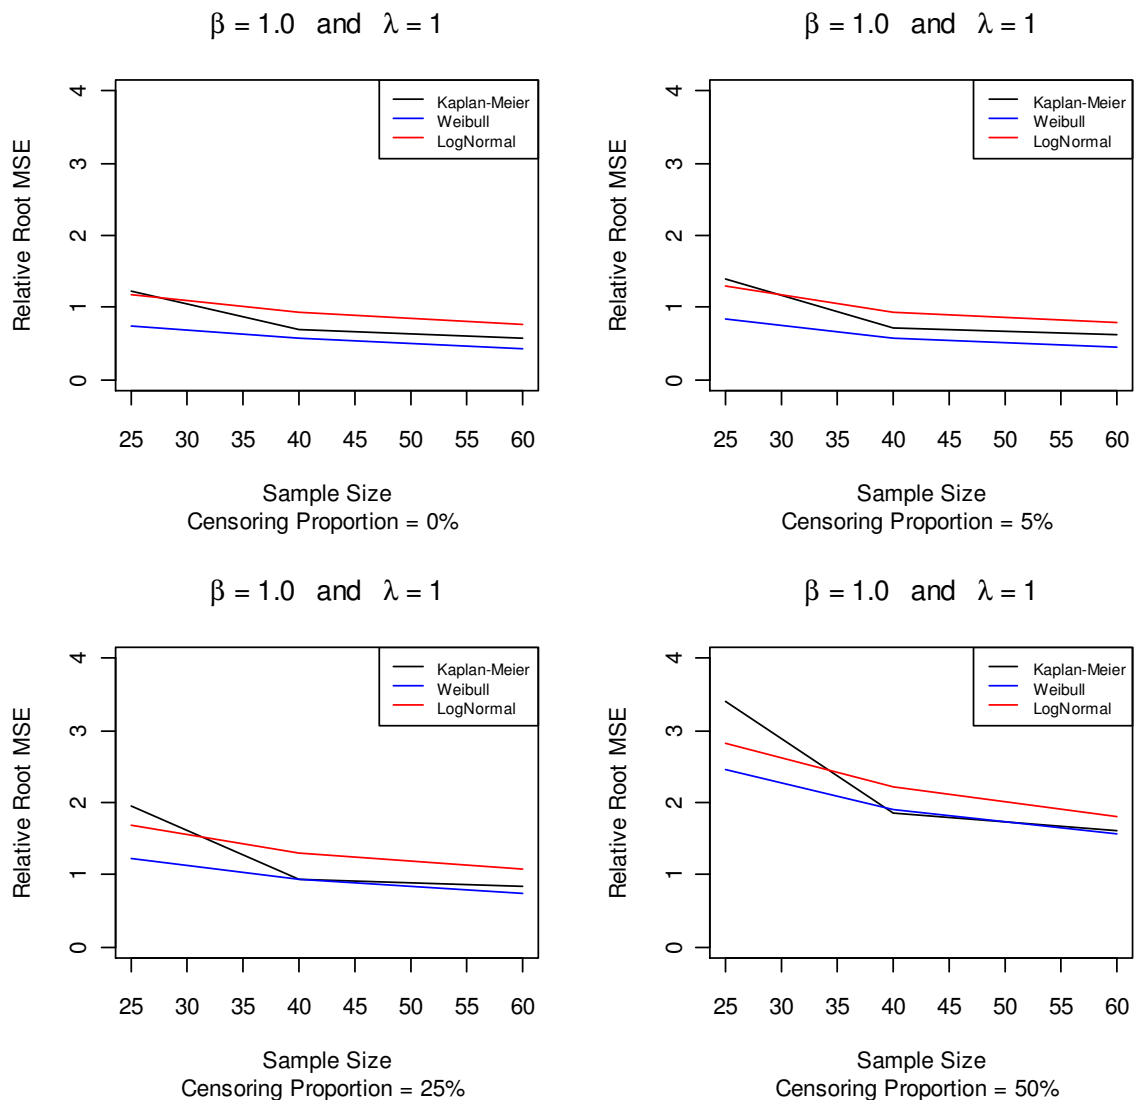 β = 1.0 and λ = 1
Relative Root MSE
4
3
2
1
0
Kaplan-Meier
Weibull
LogNormal
25 30 35 40 45 50 55 60
Sample Size
Censoring Proportion = 0%
β = 1.0 and λ = 1
Relative Root MSE
4
3
2
1
0
Kaplan-Meier
Weibull
LogNormal
25 30 35 40 45 50 55 60
Sample Size
Censoring Proportion = 5%
β = 1.0 and λ = 1
Relative Root MSE
4
3
2
1
0
Kaplan-Meier
Weibull
LogNormal
25 30 35 40 45 50 55 60
Sample Size
Censoring Proportion = 25%
β = 1.0 and λ = 1
Relative Root MSE
4
3
2
1
0
Kaplan-Meier
Weibull
LogNormal
25 30 35 40 45 50 55 60
Sample Size
Censoring Proportion = 50%